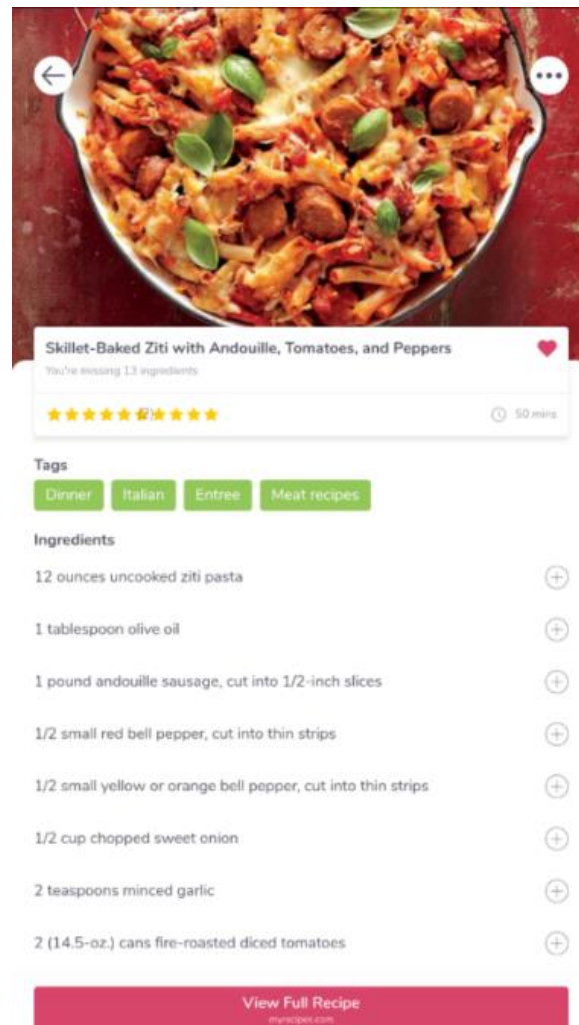 Skillet-Baked Ziti with Andouille, Tomatoes, and Peppers
You're missing 13 ingredients
50 mins
Tags
Dinner Italian Entree Meat recipes
Ingredients
12 ounces uncooked ziti pasta
1 tablespoon olive oil
1 pound andouille sausage, cut into 1/2-inch slices
1/2 small red bell pepper, cut into thin strips
1/2 small yellow or orange bell pepper, cut into thin strips
1/2 cup chopped sweet onion
2 teaspoons minced garlic
2 (14.5-oz.) cans fire-roasted diced tomatoes
View Full Recipe
myrecipes.com